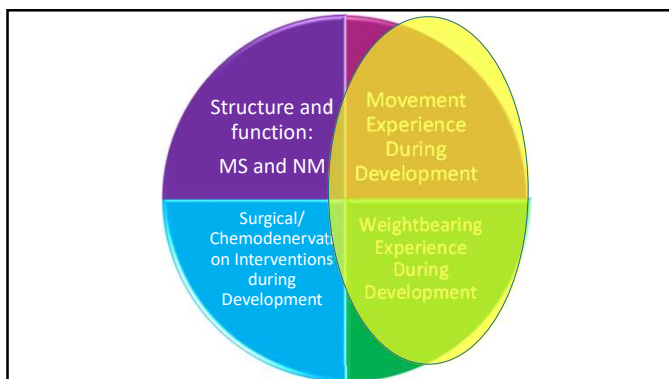 Structure and
function:
MS and NM
Movement
Experience
During
Development
Surgical/
Chemodenervati
on Interventions
during
Development
Weightbearing
Experience
During
Development